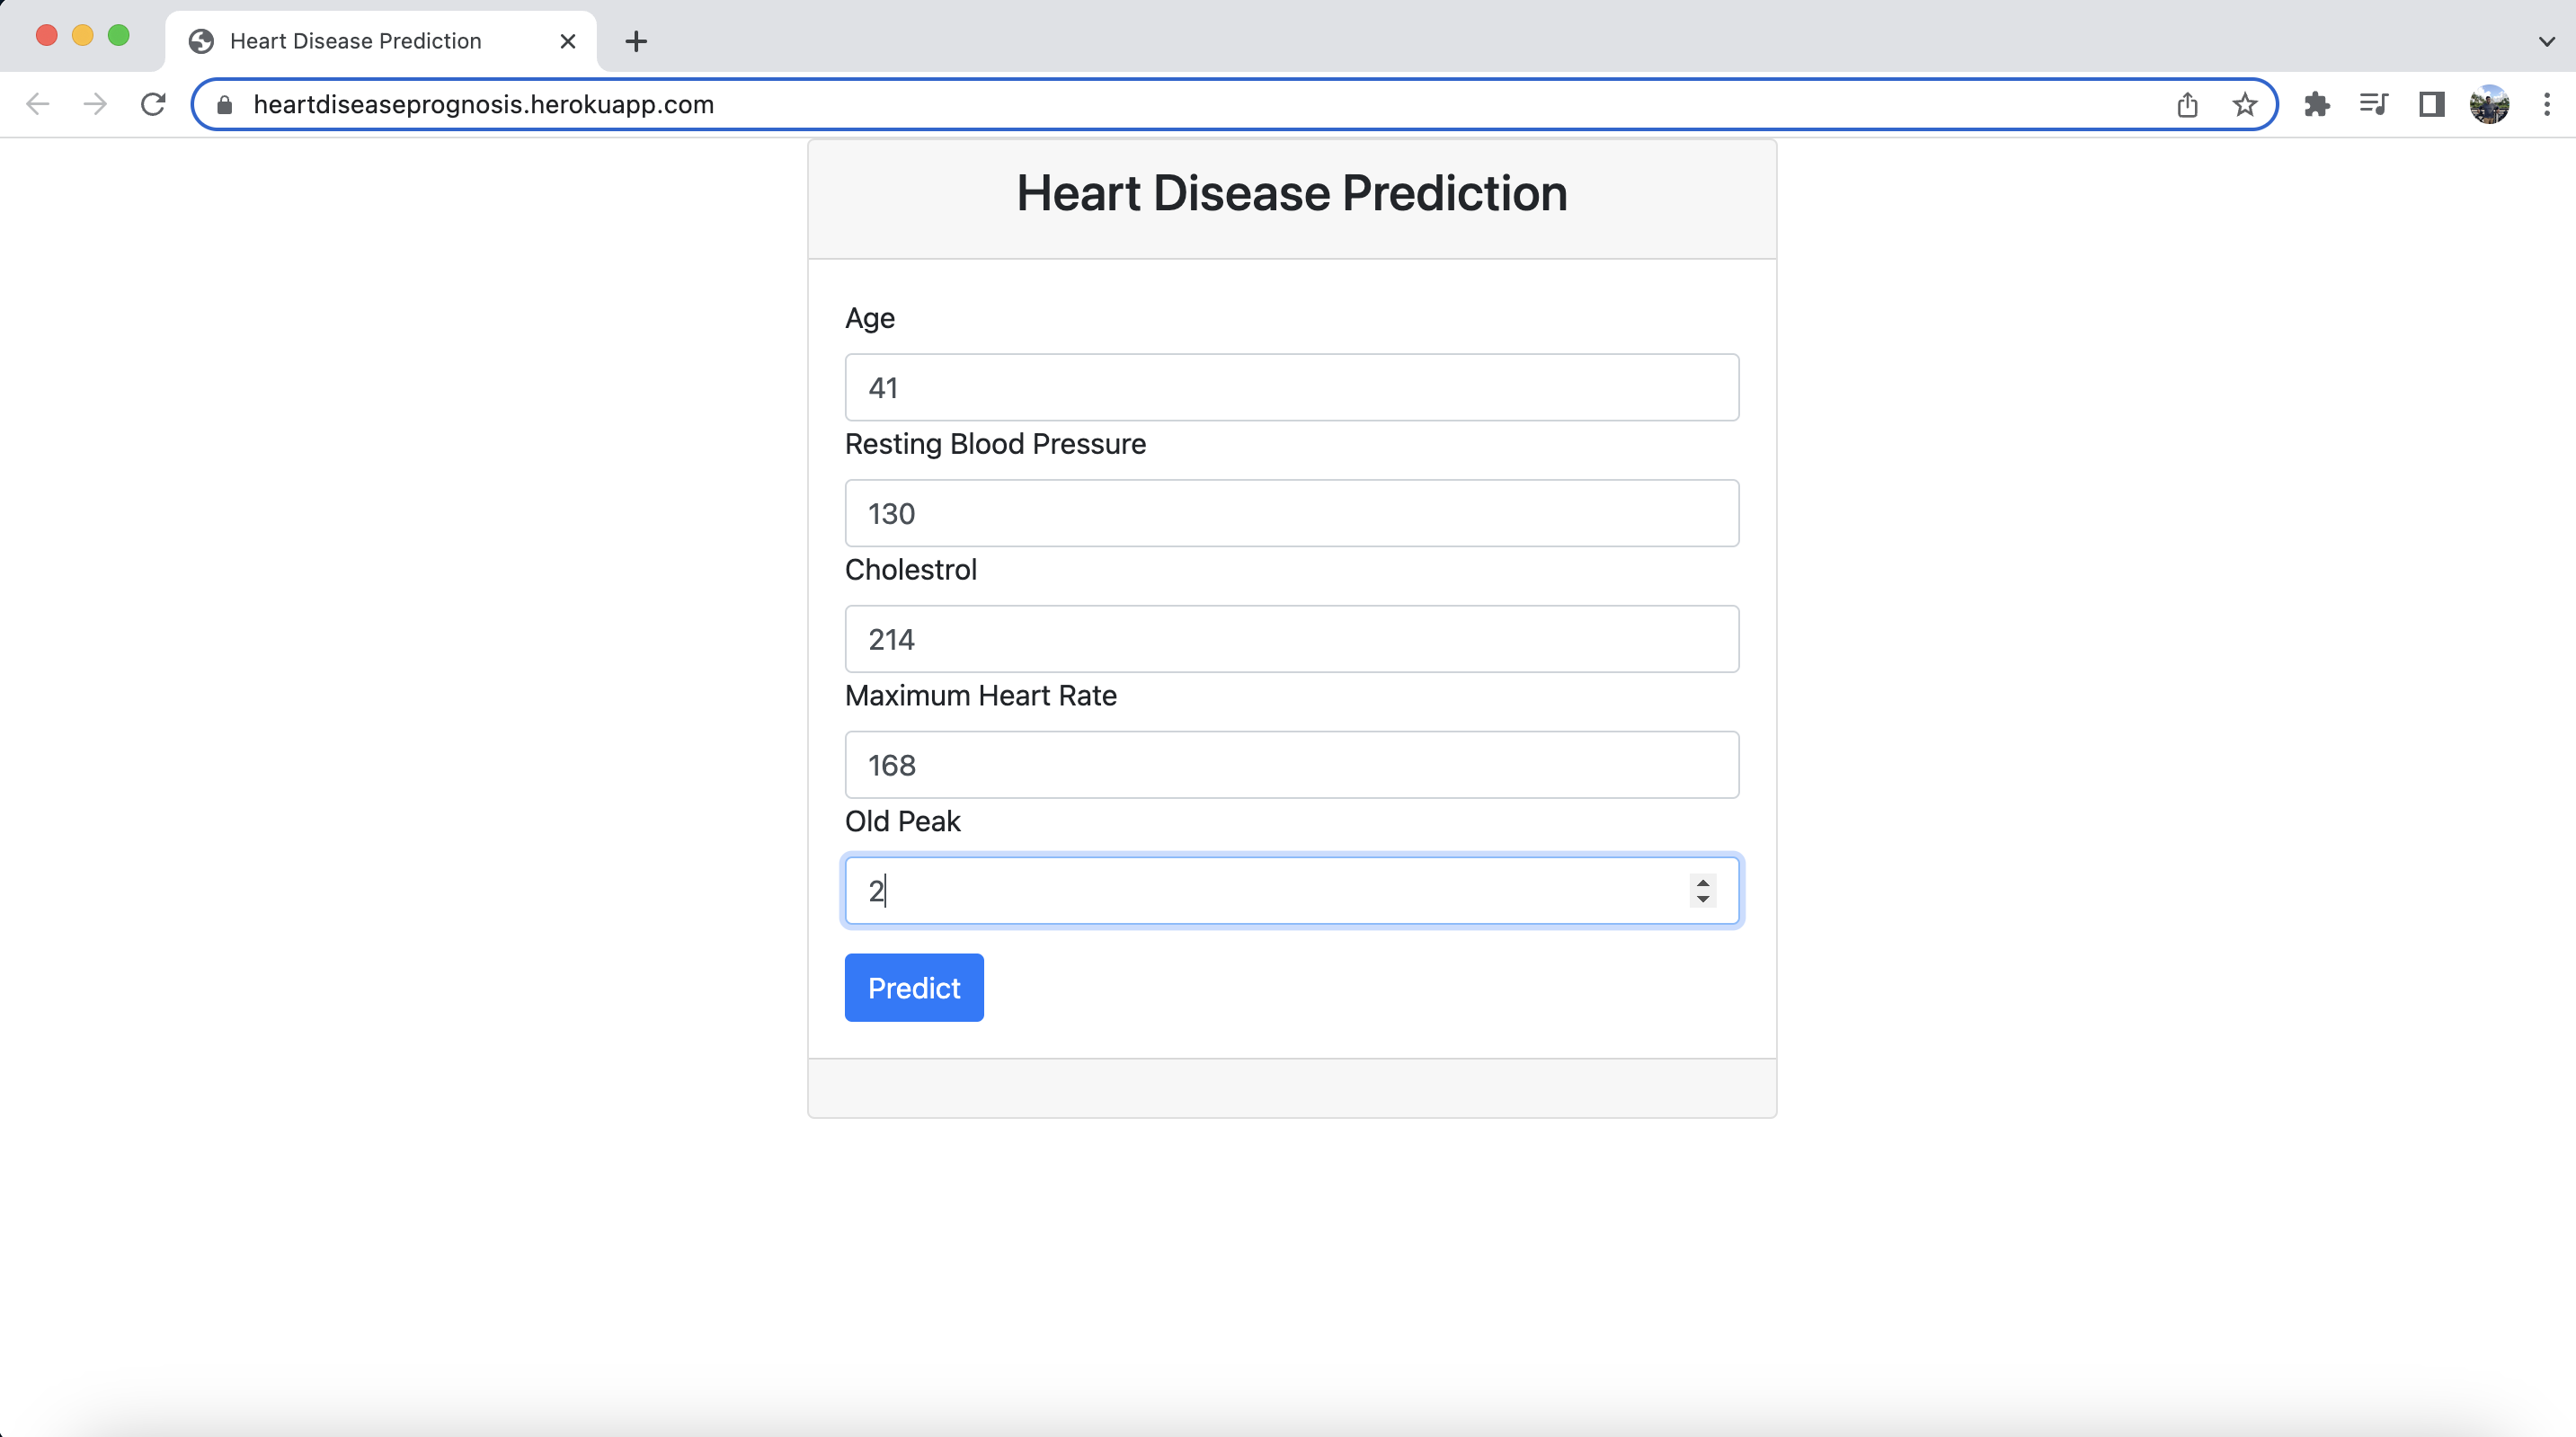 Heart Disease Prediction
heartdiseaseprognosis.herokuapp.com
Heart Disease Prediction
Age
41
Resting Blood Pressure
130
Cholestrol
214
Maximum Heart Rate
168
Old Peak
2
Predict